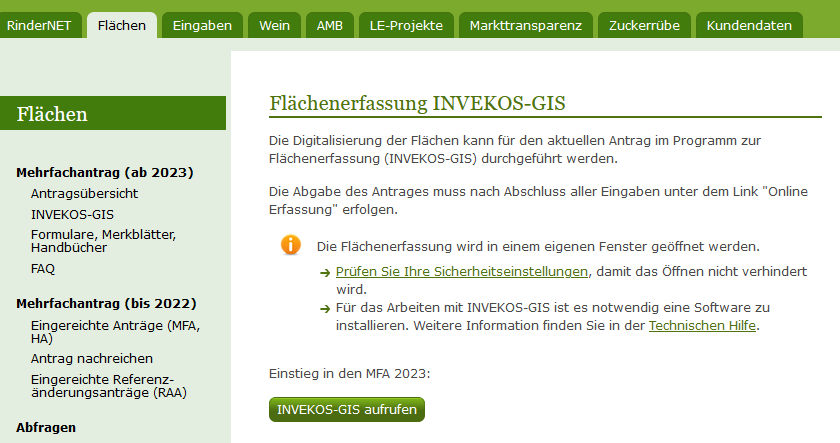 RinderNET Flächen Eingaben Wein AMB LE-Projekte Markttransparenz Zuckerrübe Kundendaten
Flächen
Mehrfachantrag (ab 2023)
Antragsübersicht
INVEKOS-GIS
Formulare, Merkblätter,
Handbücher
FAQ
Mehrfachantrag (bis 2022)
Eingereichte Anträge (MFA,
HA)
Antrag nachreichen
Eingereichte Referenz-
änderungsanträge (RAA)
Abfragen
Flächenerfassung INVEKOS-GIS
Die Digitalisierung der Flächen kann für den aktuellen Antrag im Programm zur
Flächenerfassung (INVEKOS-GIS) durchgeführt werden.
Die Abgabe des Antrages muss nach Abschluss aller Eingaben unter dem Link "Online
Erfassung" erfolgen.
Die Flächenerfassung wird in einem eigenen Fenster geöffnet werden.
Prüfen Sie Ihre Sicherheitseinstellungen, damit das Öffnen nicht verhindert
wird.
Für das Arbeiten mit INVEKOS-GIS ist es notwendig eine Software zu
installieren. Weitere Information finden Sie in der Technischen Hilfe.
Einstieg in den MFA 2023:
INVEKOS-GIS aufrufen